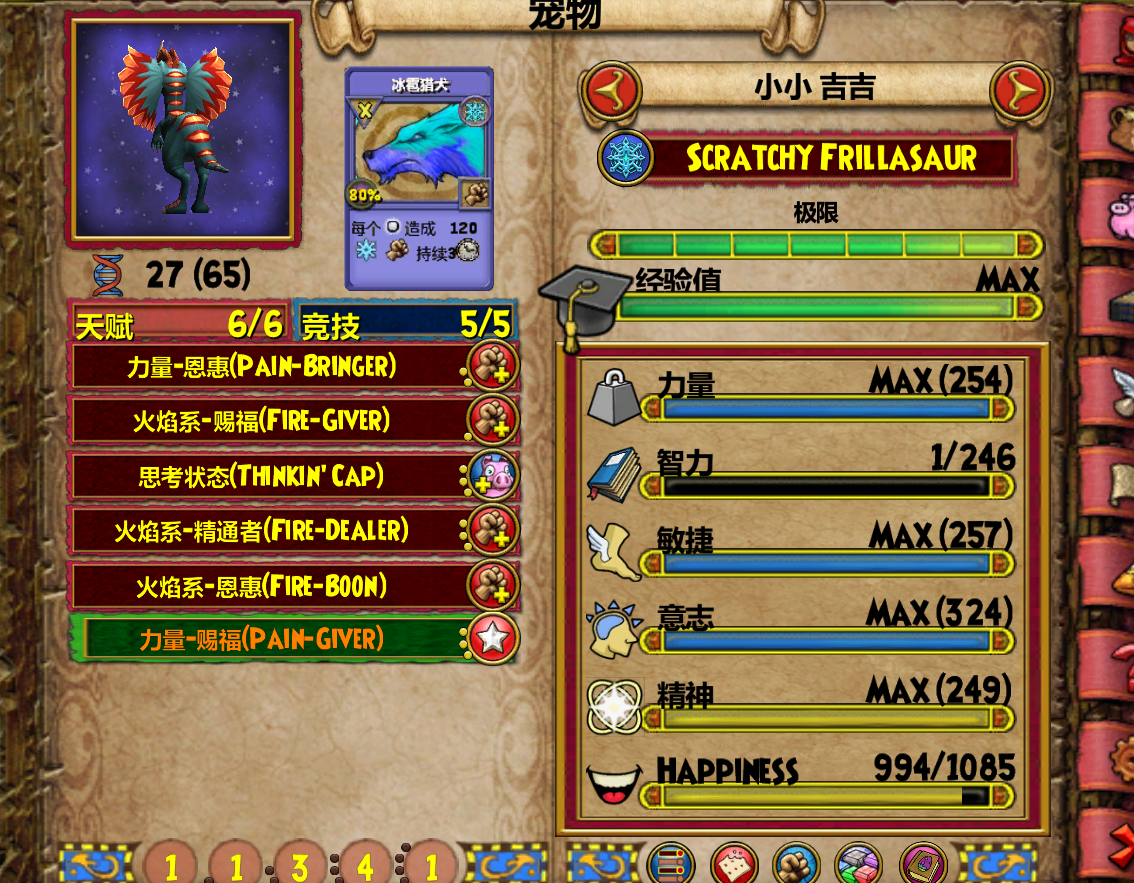 宠物
冰雹猎犬
X
80%
每个 造成 120
持续3
27 (65)
天赋 6/6
竞技 5/5
力量-恩惠(PAIN-BRINGER)
火焰系-赐福(FIRE-GIVER)
思考状态(THINKIN' CAP)
火焰系-精通者(FIRE-DEALER)
火焰系-恩惠(FIRE-BOON)
力量-赐福(PAIN-GIVER)
1 1 3 4 1
小小 吉吉
SCRATCHY FRILLASAUR
极限
经验值 MAX
力量 MAX (254)
智力 1/246
敏捷 MAX (257)
意志 MAX (324)
精神 MAX (249)
HAPPINESS 994/1085